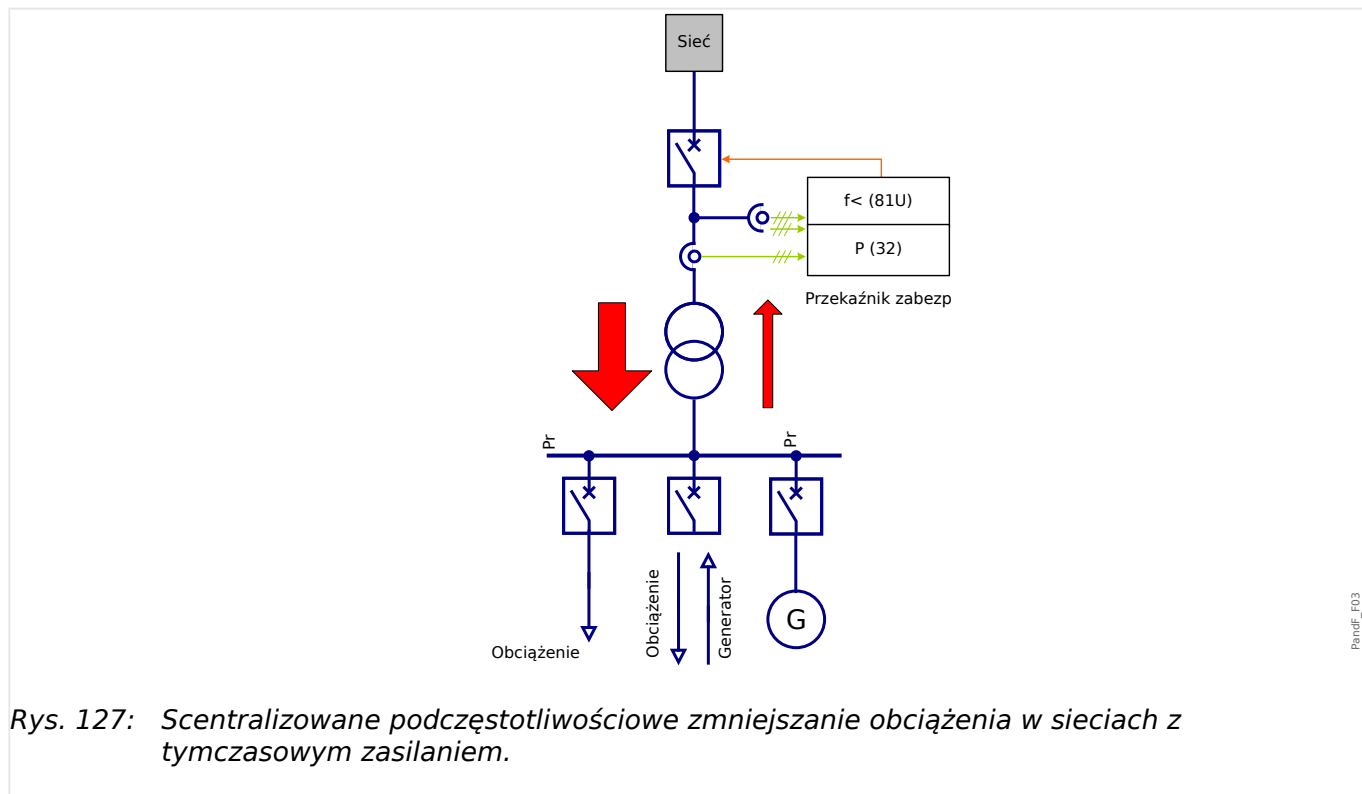 Sieć
f< (81U)
P (32)
Przekaźnik zabezp
Pr
Pr
Obciążenie
Obciążenie
Generator
G
PandF_F03
Rys. 127: Scentralizowane podczęstotliwościowe zmniejszanie obciążenia w sieciach z
tymczasowym zasilaniem.